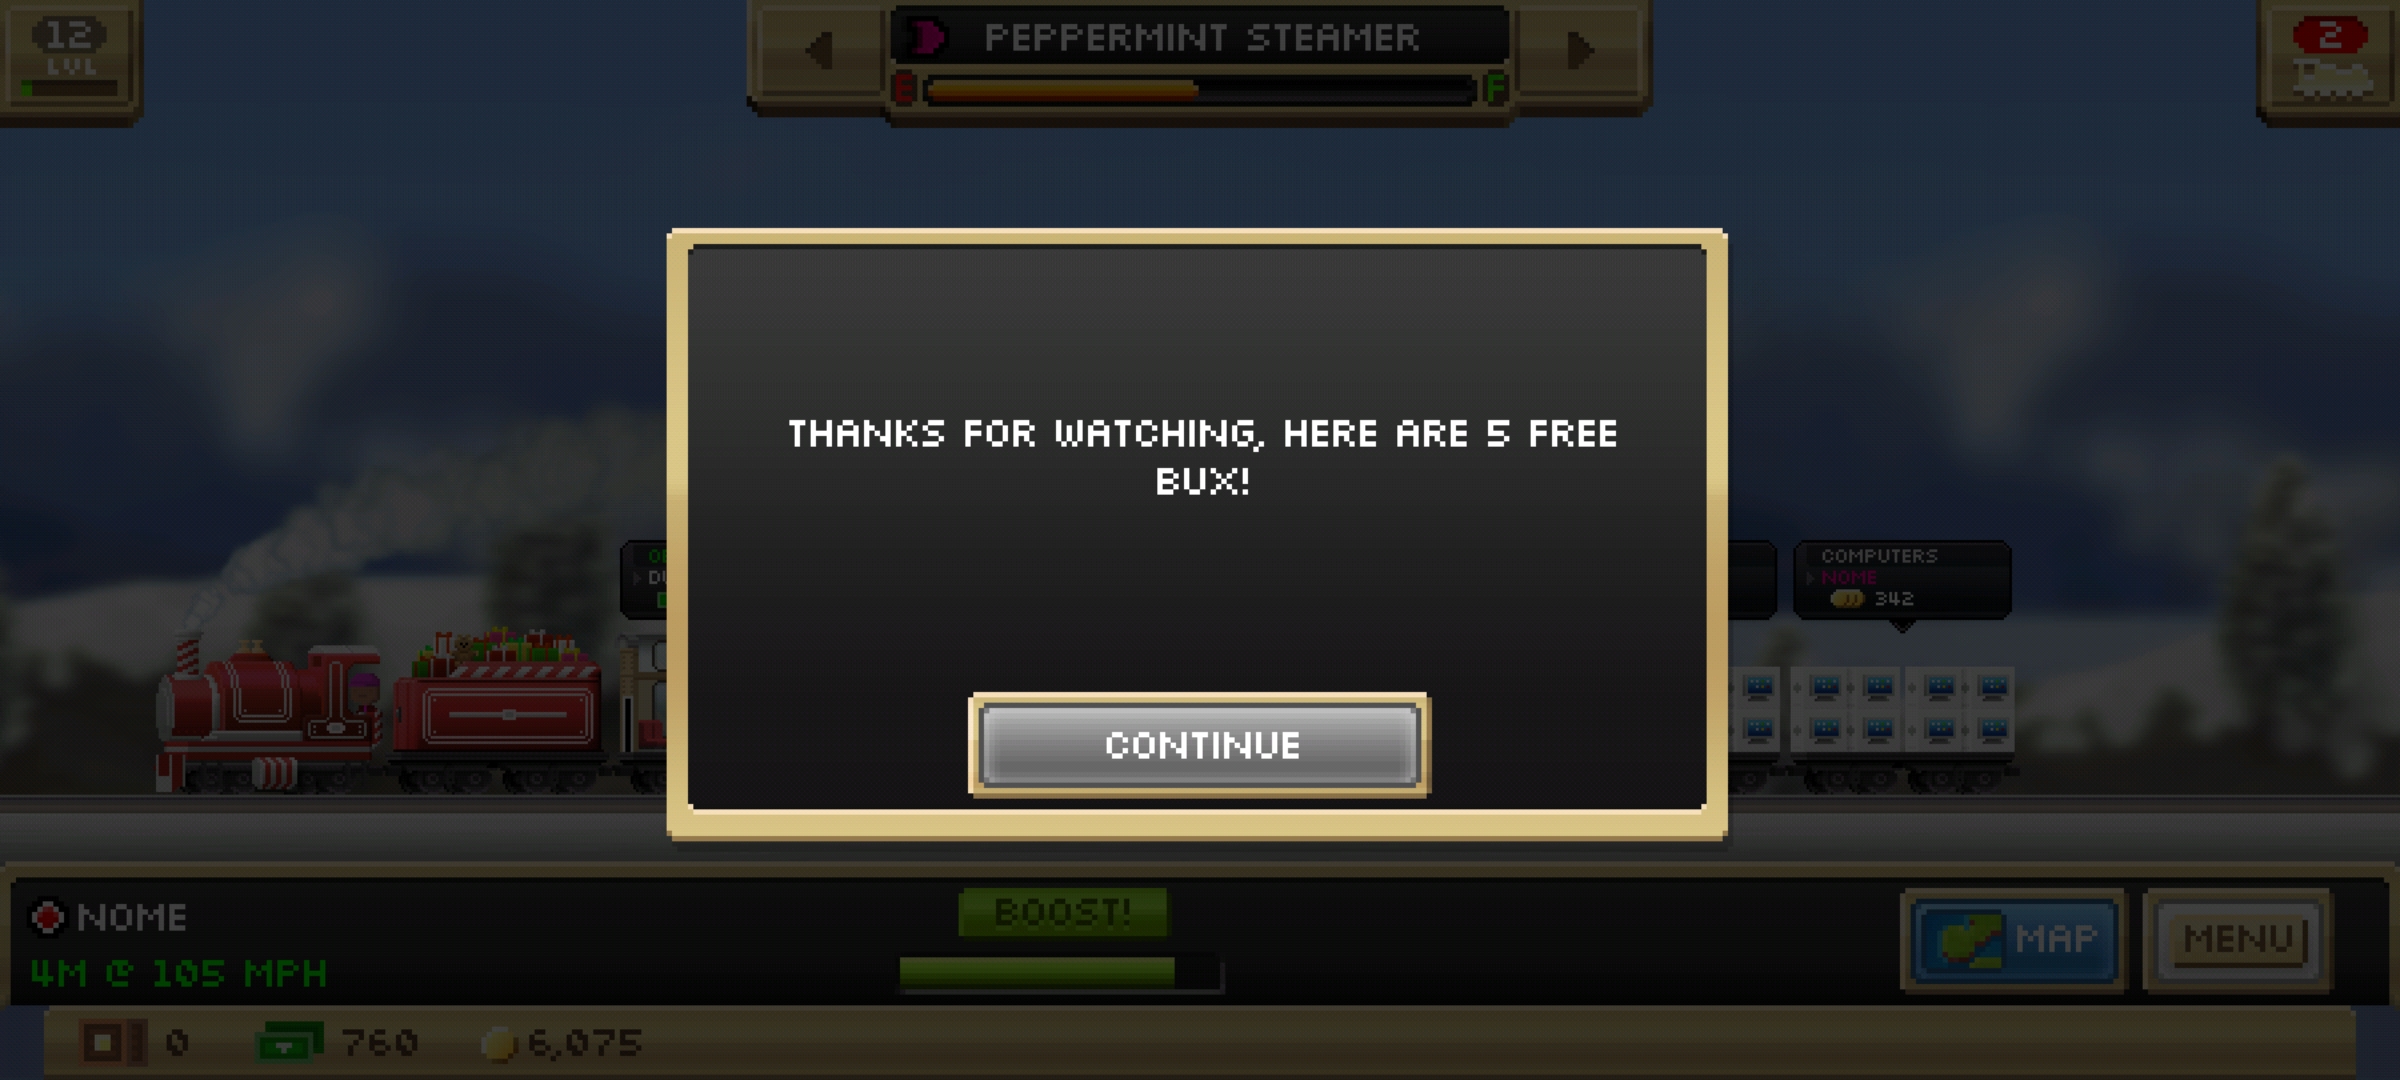 12
LVL
PEPPERMINT STEAMER
E
F
2
THANKS FOR WATCHING, HERE ARE 5 FREE
BUX!
CONTINUE
COMPUTERS
NOME
342
NOME
4M @ 105 MPH
BOOST!
MAP
MENU
0
760
6,075